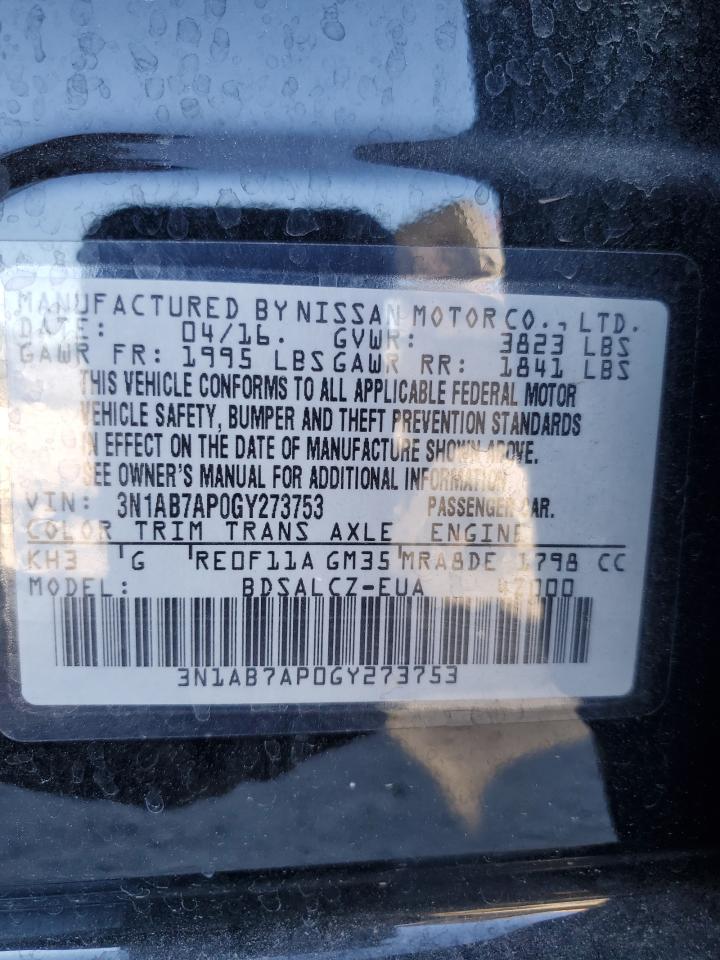 MANUFACTURED BY NISSAN MOTOR CO., LTD.
DATE: 04/16. GVWR: 3823 LBS
GAWR FR: 1995 LBS GAWR RR: 1841 LBS
THIS VEHICLE CONFORMS TO ALL APPLICABLE FEDERAL MOTOR
VEHICLE SAFETY, BUMPER AND THEFT PREVENTION STANDARDS
IN EFFECT ON THE DATE OF MANUFACTURE SHOWN ABOVE.
SEE OWNER'S MANUAL FOR ADDITIONAL INFORMATION
VIN: 3N1AB7AP0GY273753 PASSENGER CAR.
COLOR TRIM TRANS AXLE ENGINE
KH3 G RE0F11A GM35 MRA8DE 1798 CC
MODEL: BDSALCZ-EUA 42000
3N1AB7AP0GY273753